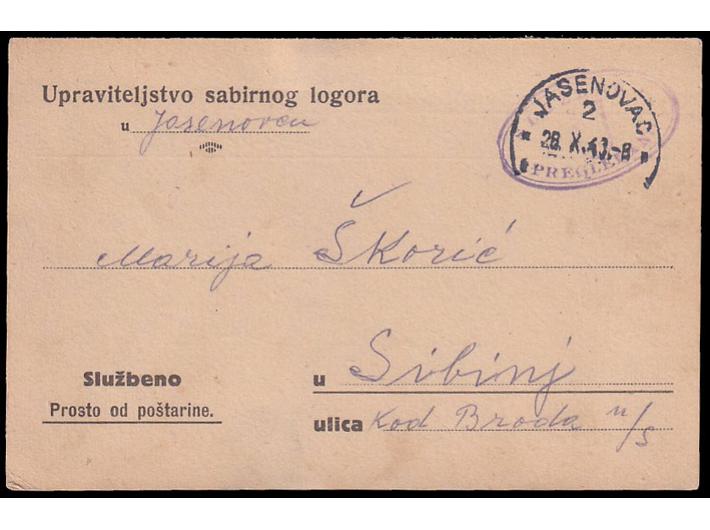 Upraviteljstvo sabirnog logora
u Jasenovcu
JASENOVAC
2
28. X. 43.-8
PREGLEDANO
Marija Škorić
Službeno
Prosto od poštarine.
u Sibinj
ulica Kod Broda n/s